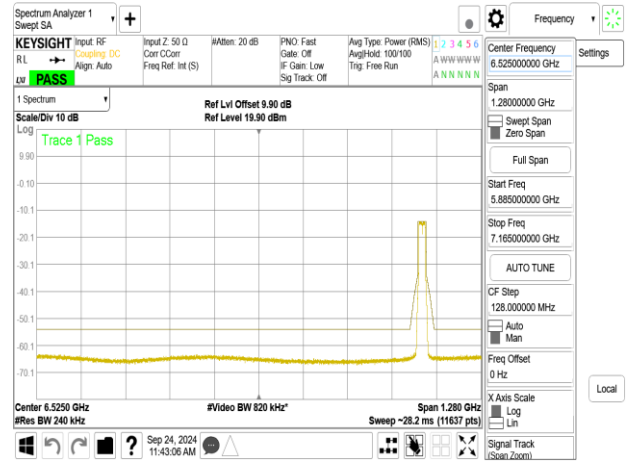 Spectrum Analyzer 1
Swept SA
+
Frequency
KEYSIGHT
RL
LXI
PASS
Input: RF
Coupling: DC
Align: Auto
Input Z: 50 Ω
Corr CCorr
Freq Ref: Int (S)
#Atten: 20 dB
PNO: Fast
Gate: Off
IF Gain: Low
Sig Track: Off
Avg Type: Power (RMS)
Avg|Hold: 100/100
Trig: Free Run
1 2 3 4 5 6
A W W W W W
A N N N N N
Settings
1 Spectrum
Scale/Div 10 dB
Ref Lvl Offset 9.90 dB
Ref Level 19.90 dBm
Log
Trace 1 Pass
9.90
-0.10
-10.1
-20.1
-30.1
-40.1
-50.1
-60.1
-70.1
Center 6.5250 GHz
#Video BW 820 kHz*
Span 1.280 GHz
#Res BW 240 kHz
Sweep ~28.2 ms (11637 pts)
Center Frequency
6.525000000 GHz
Span
1.28000000 GHz
Swept Span
Zero Span
Full Span
Start Freq
5.885000000 GHz
Stop Freq
7.165000000 GHz
AUTO TUNE
CF Step
128.000000 MHz
Auto
Man
Freq Offset
0 Hz
X Axis Scale
Log
Lin
Signal Track
(Span Zoom)
Local
?
Sep 24, 2024
11:43:06 AM